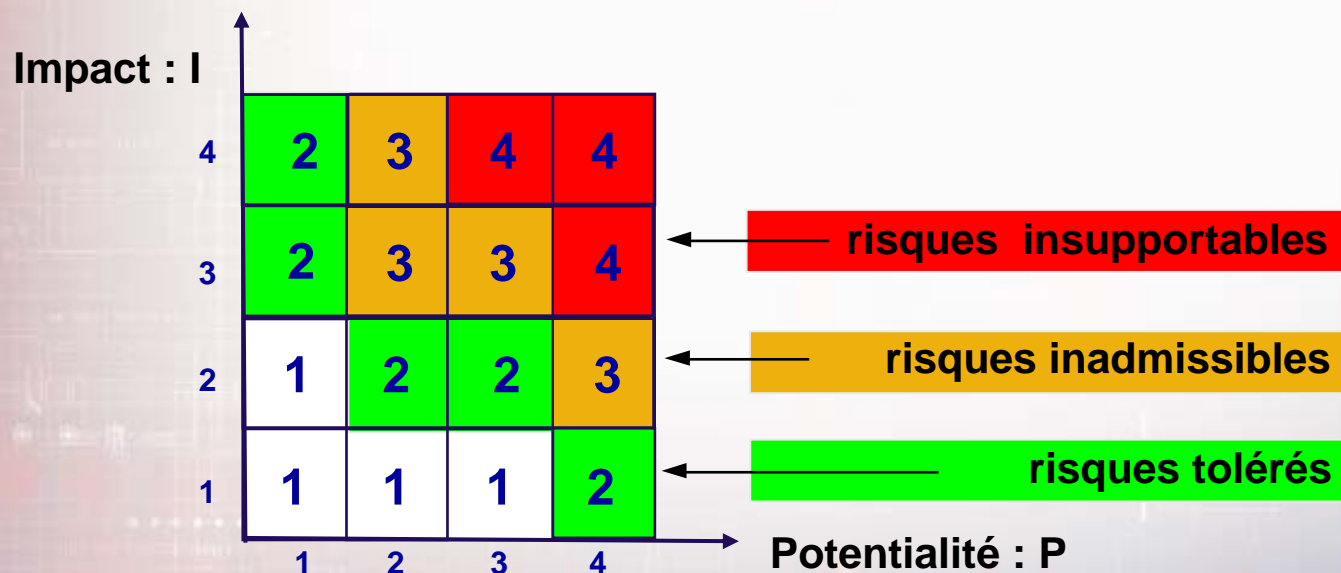 Impact : I
4 2 3 4 4
3 2 3 3 4
risques insupportables
2 1 2 2 3
risques inadmissibles
1 1 1 1 2
risques tolérés
1 2 3 4
Potentialité : P